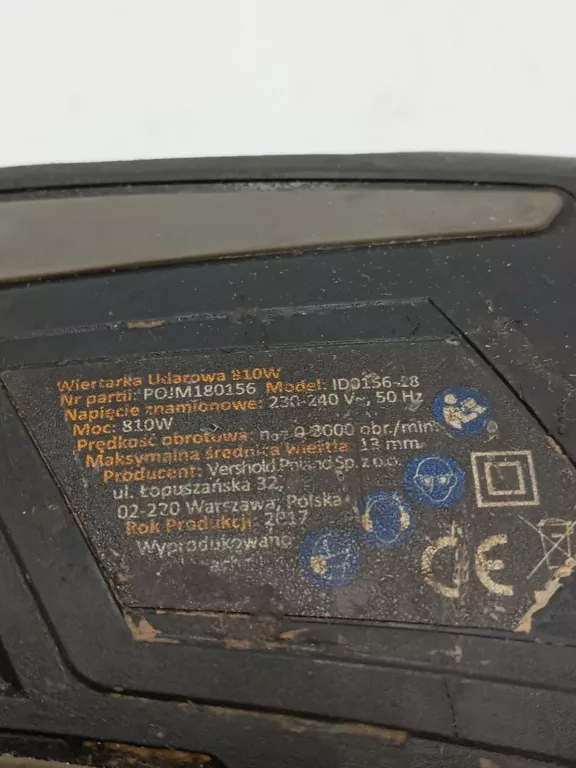 Wiertarka Udarowa 810W
Nr partii: POJM180156 Model: ID0156-18
Napięcie znamionowe: 230-240 V~, 50 Hz
Moc: 810W
Prędkość obrotowa: n₀= 0-3000 obr./min
Maksymalna średnica wiertła 13 mm
Producent: Vershold Poland Sp. z o.o.
ul. Łopuszańska 32,
02-220 Warszawa, Polska
Rok Produkcji: 2017
Wyprodukowano
CE